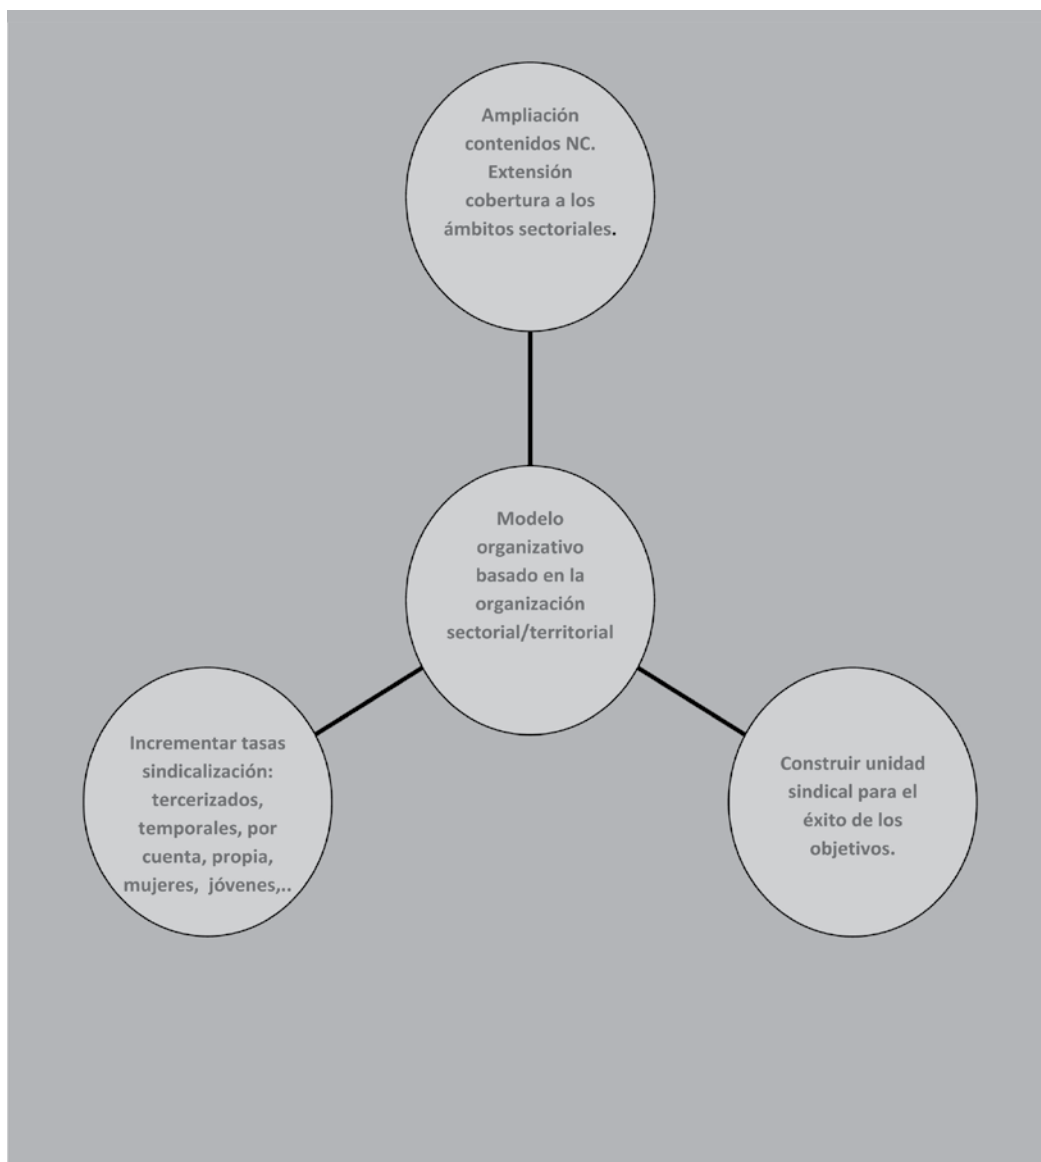 Ampliación
contenidos NC.
Extensión
cobertura a los
ámbitos sectoriales.
Modelo
organizativo
basado en la
organización
sectorial/territorial
Incrementar tasas
sindicalización:
tercerizados,
temporales, por
cuenta, propia,
mujeres,  jóvenes,..
Construir unidad
sindical para el
éxito de los
objetivos.